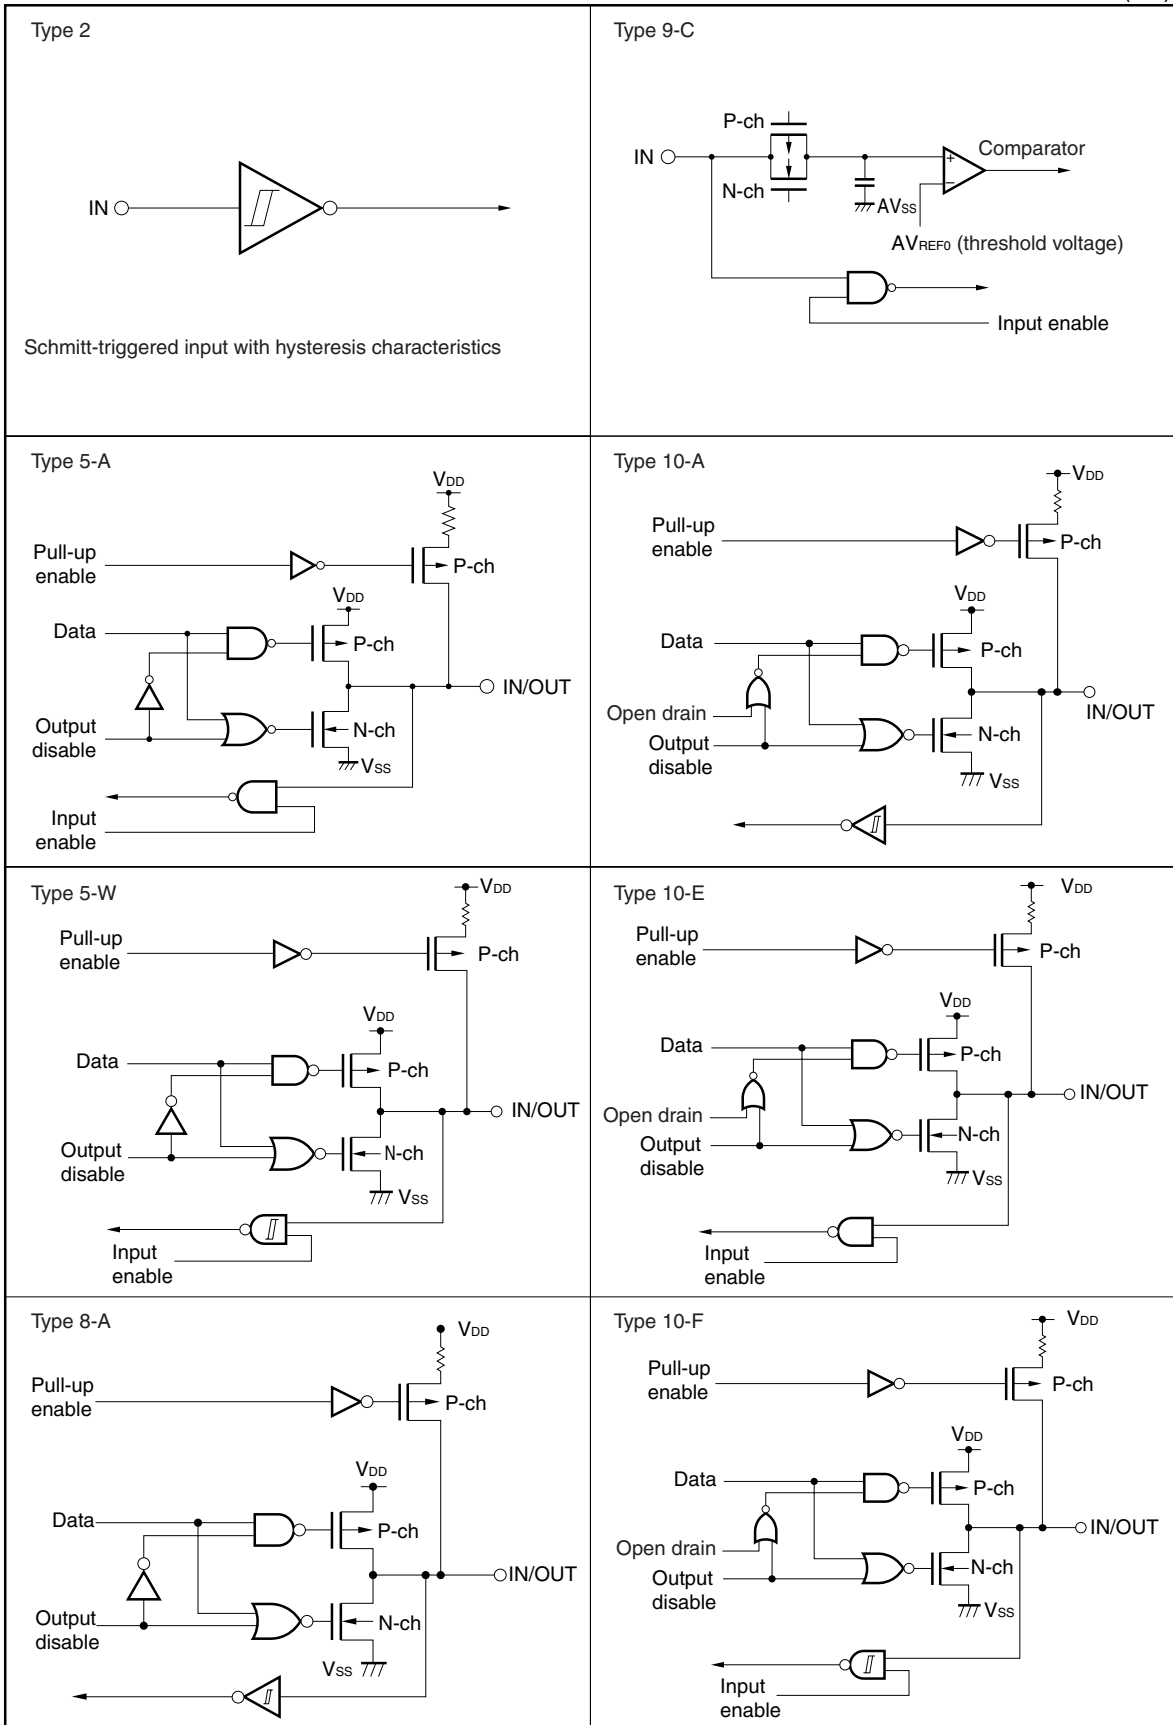 Type 2
IN
Schmitt-triggered input with hysteresis characteristics
Type 9-C
P-ch
IN
N-ch
Comparator
AVSS
AVREF0 (threshold voltage)
Input enable
Type 5-A
VDD
Pull-up
enable
P-ch
VDD
Data
P-ch
IN/OUT
Output
disable
N-ch
VSS
Input
enable
Type 10-A
VDD
Pull-up
enable
P-ch
VDD
Data
P-ch
IN/OUT
Open drain
Output
disable
N-ch
VSS
Type 5-W
VDD
Pull-up
enable
P-ch
VDD
Data
P-ch
IN/OUT
Output
disable
N-ch
VSS
Input
enable
Type 10-E
VDD
Pull-up
enable
P-ch
VDD
Data
P-ch
IN/OUT
Open drain
Output
disable
N-ch
VSS
Input
enable
Type 8-A
VDD
Pull-up
enable
P-ch
VDD
Data
P-ch
IN/OUT
Output
disable
N-ch
VSS
Type 10-F
VDD
Pull-up
enable
P-ch
VDD
Data
P-ch
IN/OUT
Open drain
Output
disable
N-ch
VSS
Input
enable